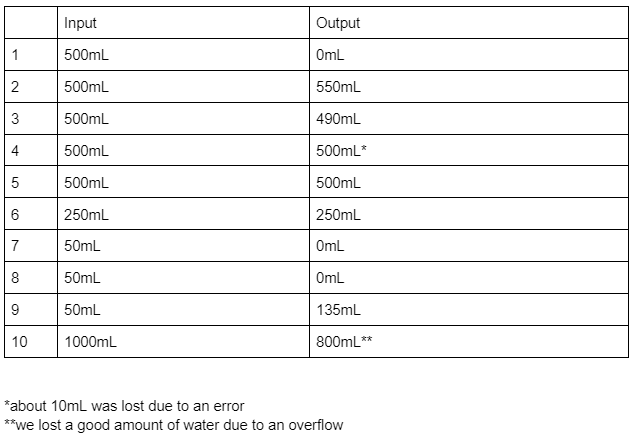 Input Output
1 500mL 0mL
2 500mL 550mL
3 500mL 490mL
4 500mL 500mL*
5 500mL 500mL
6 250mL 250mL
7 50mL 0mL
8 50mL 0mL
9 50mL 135mL
10 1000mL 800mL**
*about 10mL was lost due to an error
**we lost a good amount of water due to an overflow